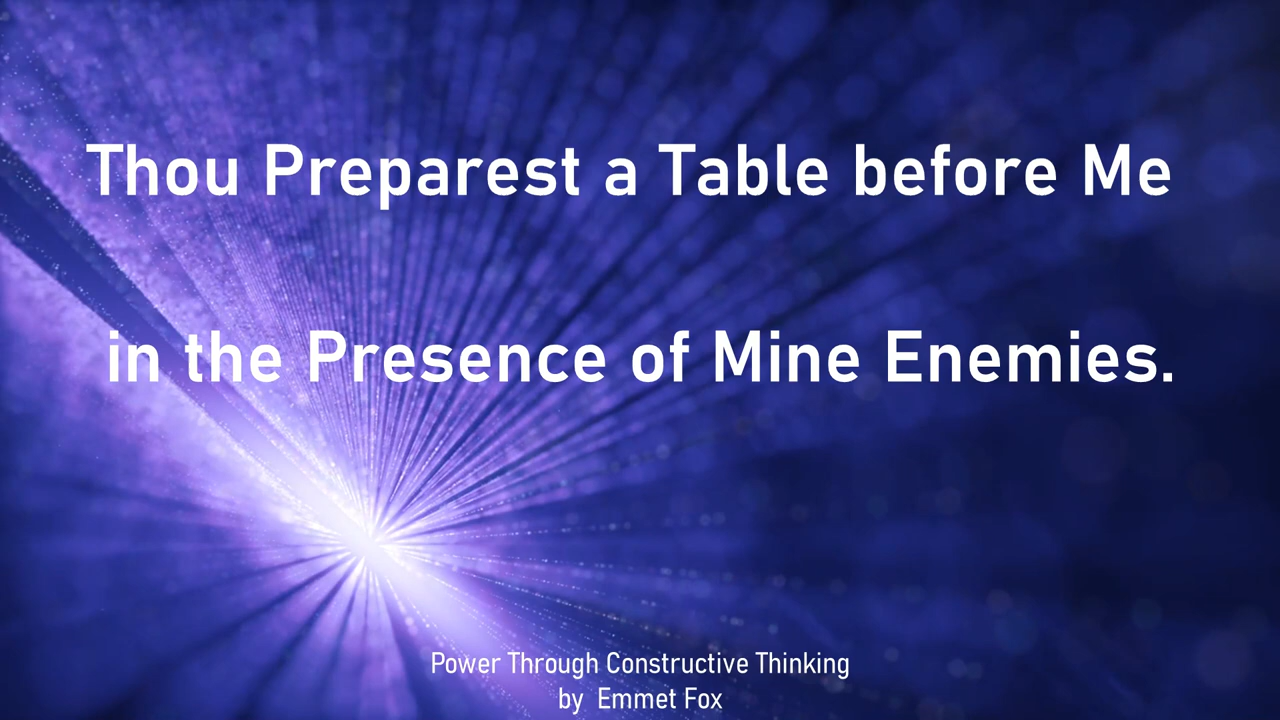 Thou Preparest a Table before Me
in the Presence of Mine Enemies.
Power Through Constructive Thinking
by Emmet Fox